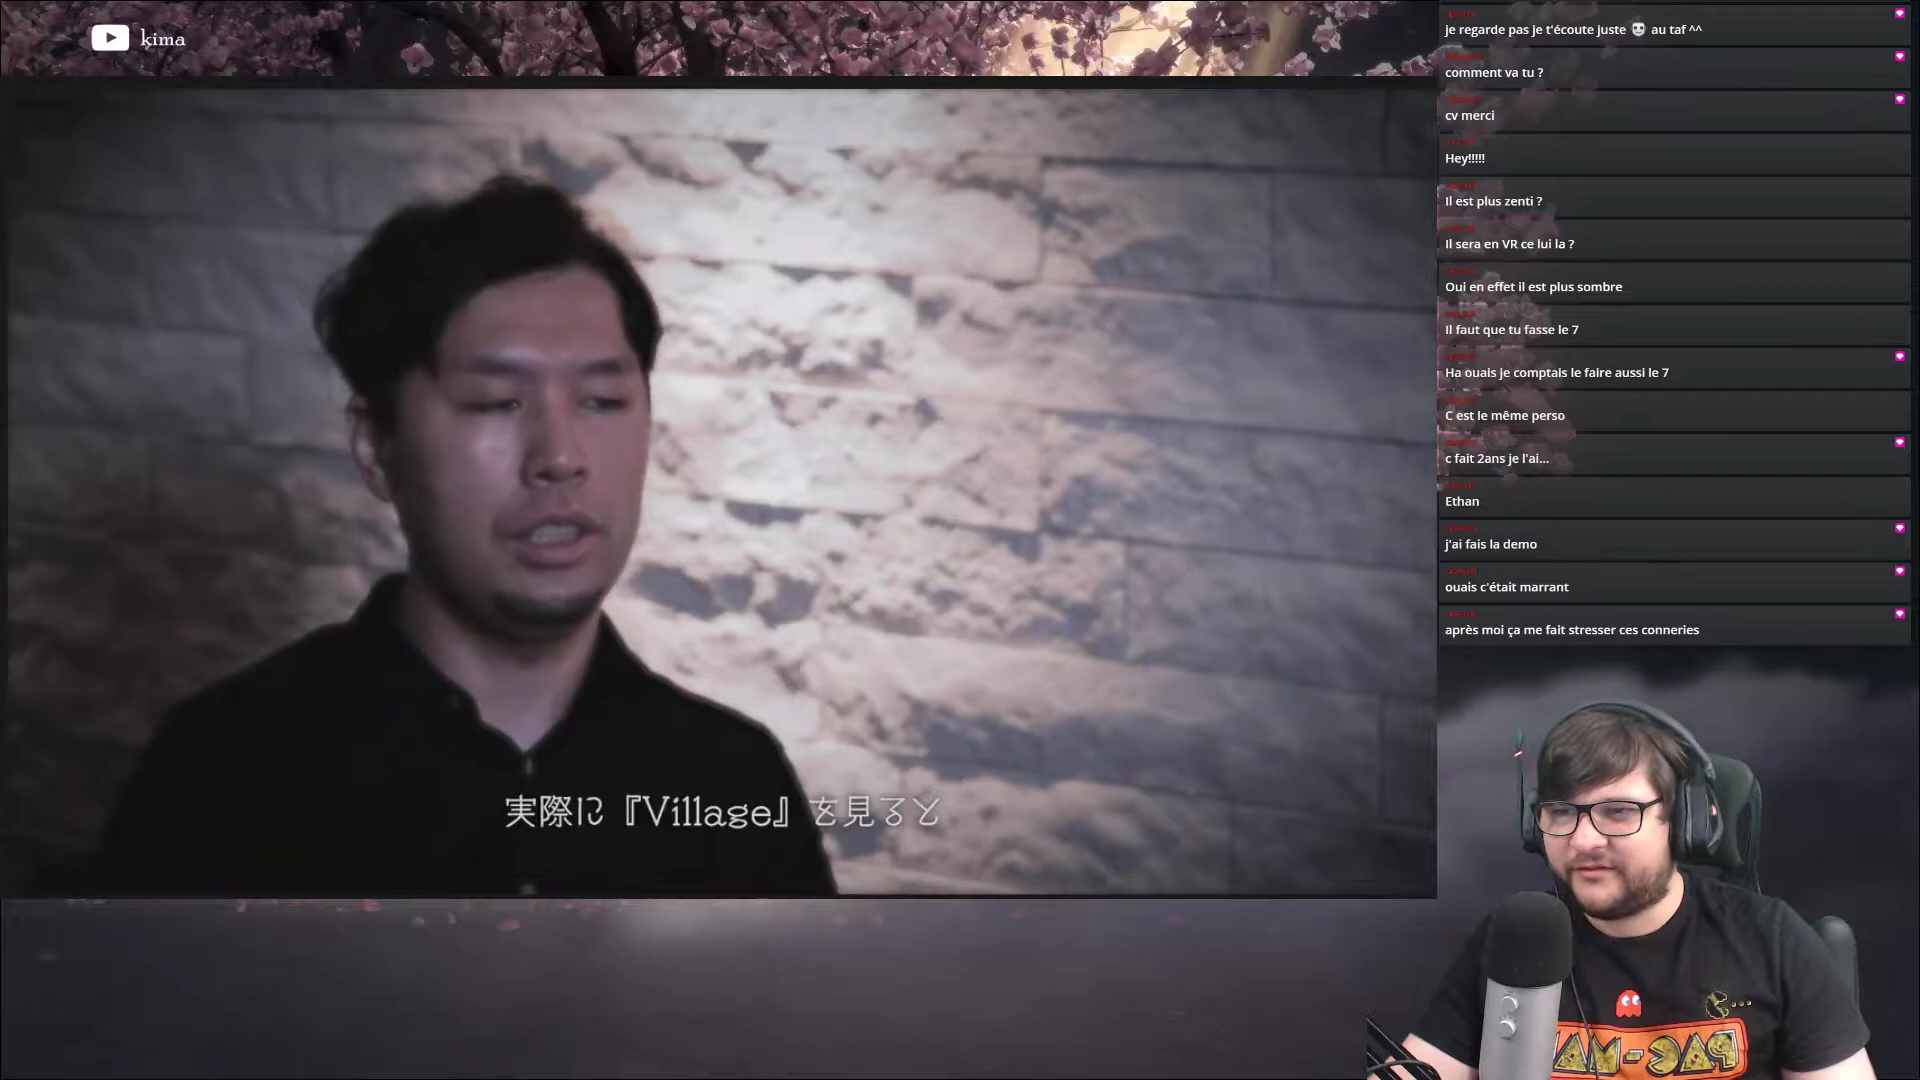 kima
je regarde pas je t'écoute juste au taf ^^
comment va tu ?
cv merci
Hey!!!!!
Il est plus zenti ?
Il sera en VR ce lui la ?
Oui en effet il est plus sombre
Il faut que tu fasse le 7
Ha ouais je comptais le faire aussi le 7
C est le même perso
c fait 2ans je l'ai...
Ethan
j'ai fais la demo
ouais c'était marrant
après moi ça me fait stresser ces conneries
実際に『Village』を見ると
PAC-MAN